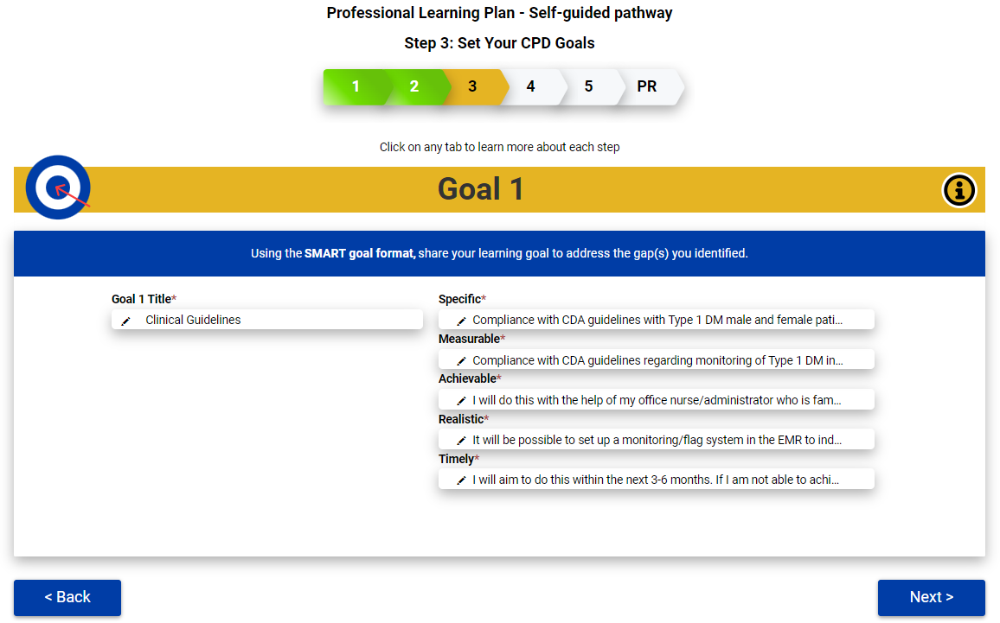 Professional Learning Plan - Self-guided pathway
Step 3: Set Your CPD Goals
1 2 3 4 5 PR
Click on any tab to learn more about each step
Goal 1
Using the SMART goal format, share your learning goal to address the gap(s) you identified.
Goal 1 Title*
Clinical Guidelines
Specific*
Compliance with CDA guidelines with Type 1 DM male and female pati...
Measurable*
Compliance with CDA guidelines regarding monitoring of Type 1 DM in...
Achievable*
I will do this with the help of my office nurse/administrator who is fam...
Realistic*
It will be possible to set up a monitoring/flag system in the EMR to ind...
Timely*
I will aim to do this within the next 3-6 months. If I am not able to achi...
< Back
Next >